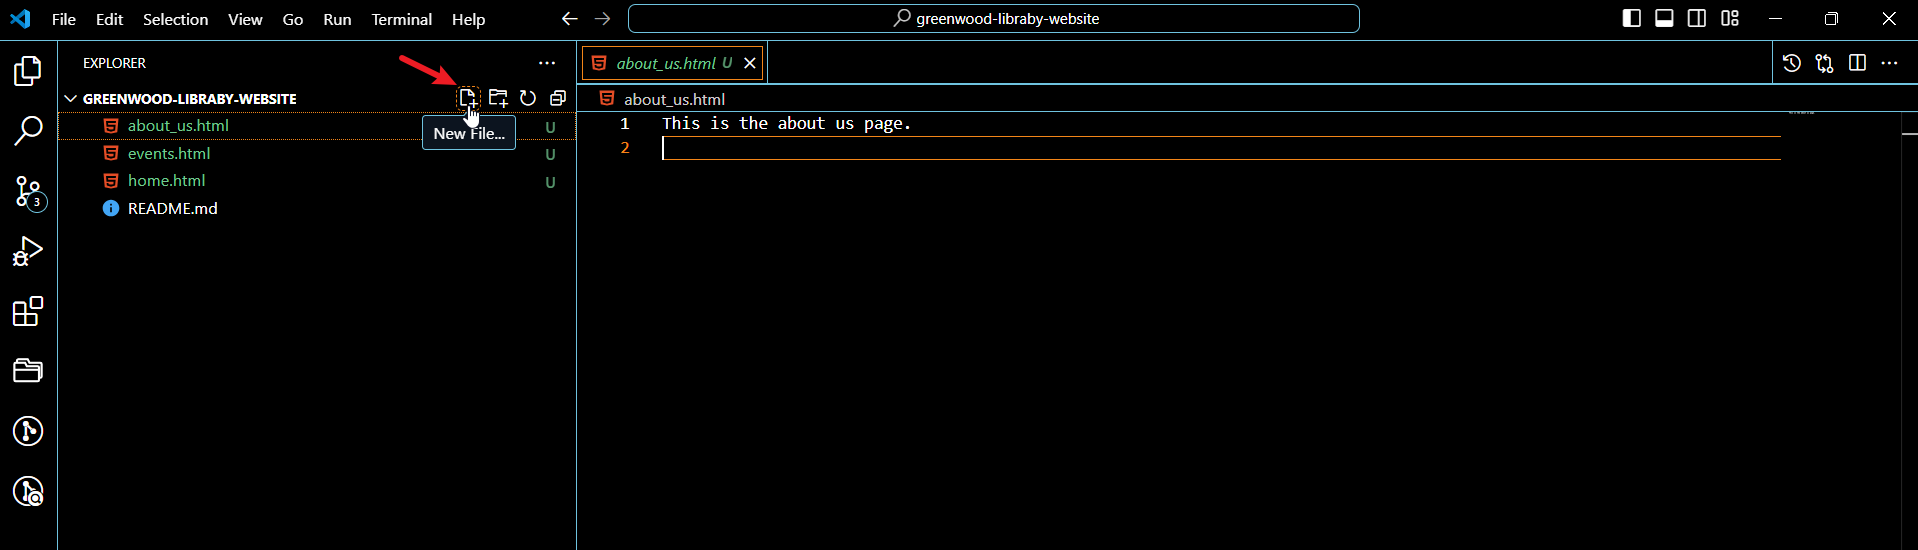 File Edit Selection View Go Run Terminal Help
greenwood-libraby-website
EXPLORER
GREENWOOD-LIBRABY-WEBSITE
New File...
about_us.html U
events.html U
home.html U
README.md
3
about_us.html U
about_us.html
1 This is the about us page.
2